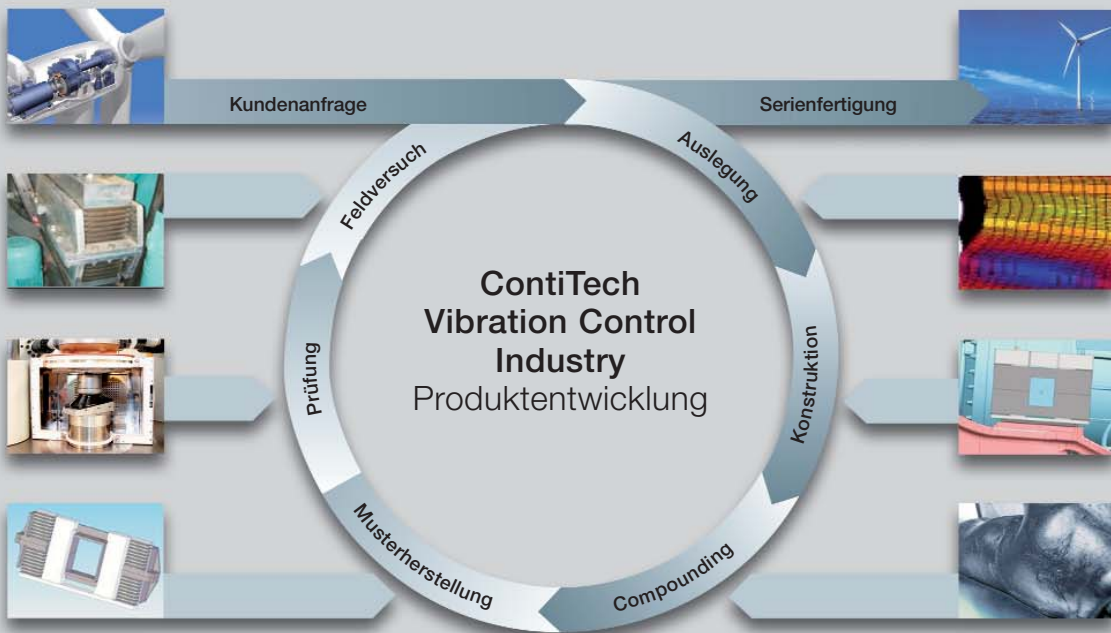 Kundenanfrage
Serienfertigung
Auslegung
Konstruktion
Compounding
Musterherstellung
Prüfung
Feldversuch
ContiTech
Vibration Control
Industry
Produktentwicklung